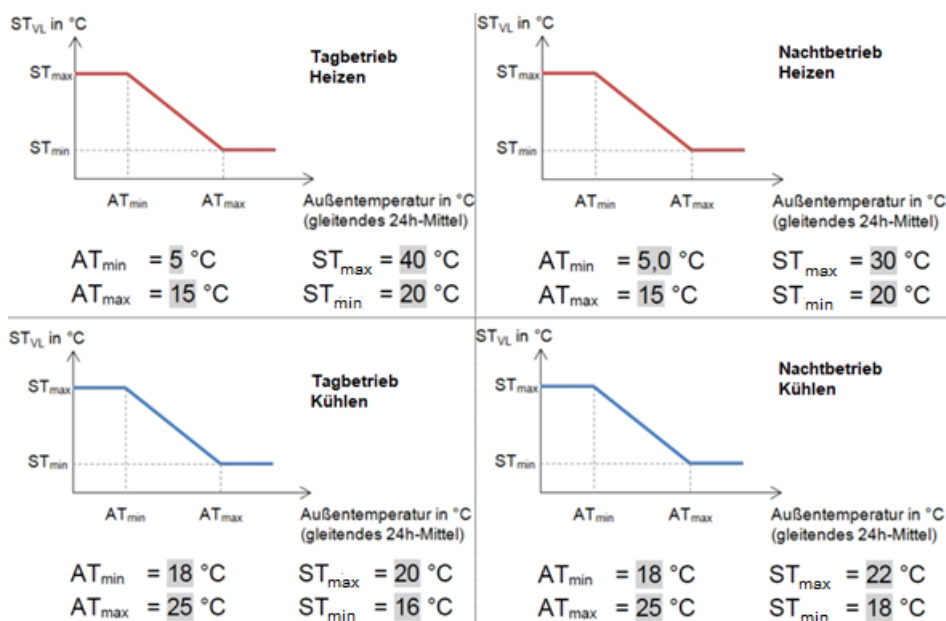 ST_VL in °C
Tagbetrieb
Heizen
ST_max
ST_min
AT_min AT_max Außentemperatur in °C
(gleitendes 24h-Mittel)
AT_min = 5 °C ST_max = 40 °C
AT_max = 15 °C ST_min = 20 °C
ST_VL in °C
Nachtbetrieb
Heizen
ST_max
ST_min
AT_min AT_max Außentemperatur in °C
(gleitendes 24h-Mittel)
AT_min = 5,0 °C ST_max = 30 °C
AT_max = 15 °C ST_min = 20 °C
ST_VL in °C
Tagbetrieb
Kühlen
ST_max
ST_min
AT_min AT_max Außentemperatur in °C
(gleitendes 24h-Mittel)
AT_min = 18 °C ST_max = 20 °C
AT_max = 25 °C ST_min = 16 °C
ST_VL in °C
Nachtbetrieb
Kühlen
ST_max
ST_min
AT_min AT_max Außentemperatur in °C
(gleitendes 24h-Mittel)
AT_min = 18 °C ST_max = 22 °C
AT_max = 25 °C ST_min = 18 °C